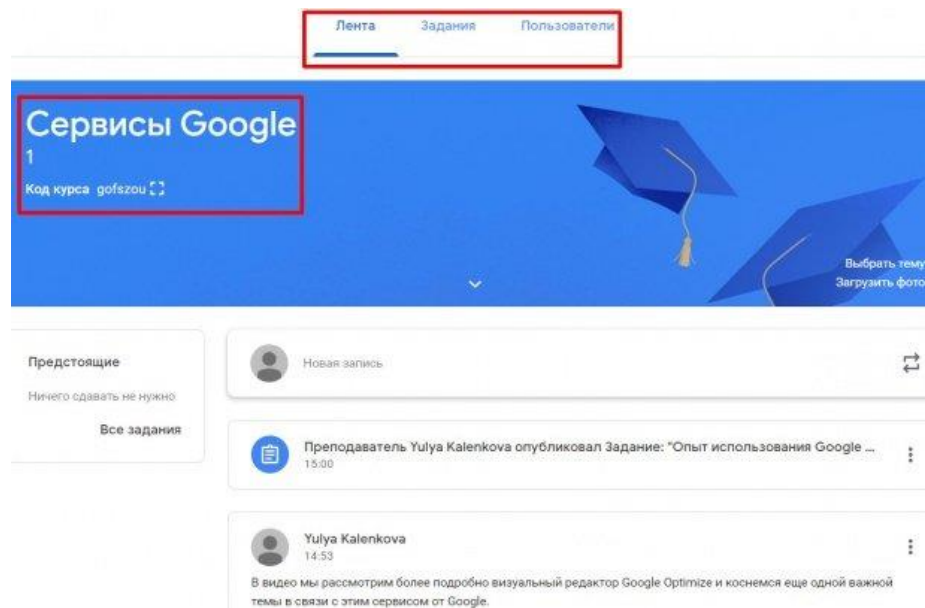 Лента Задания Пользователи
Сервисы Google
1
Код курса gofszou
Выбрать тему
Загрузить фото
Предстоящие
Ничего сдавать не нужно
Все задания
Новая запись
Преподаватель Yulya Kalenkova опубликовал Задание: "Опыт использования Google ...
15:00
Yulya Kalenkova
14:53
В видео мы рассмотрим более подробно визуальный редактор Google Optimize и коснемся еще одной важной
темы в связи с этим сервисом от Google.